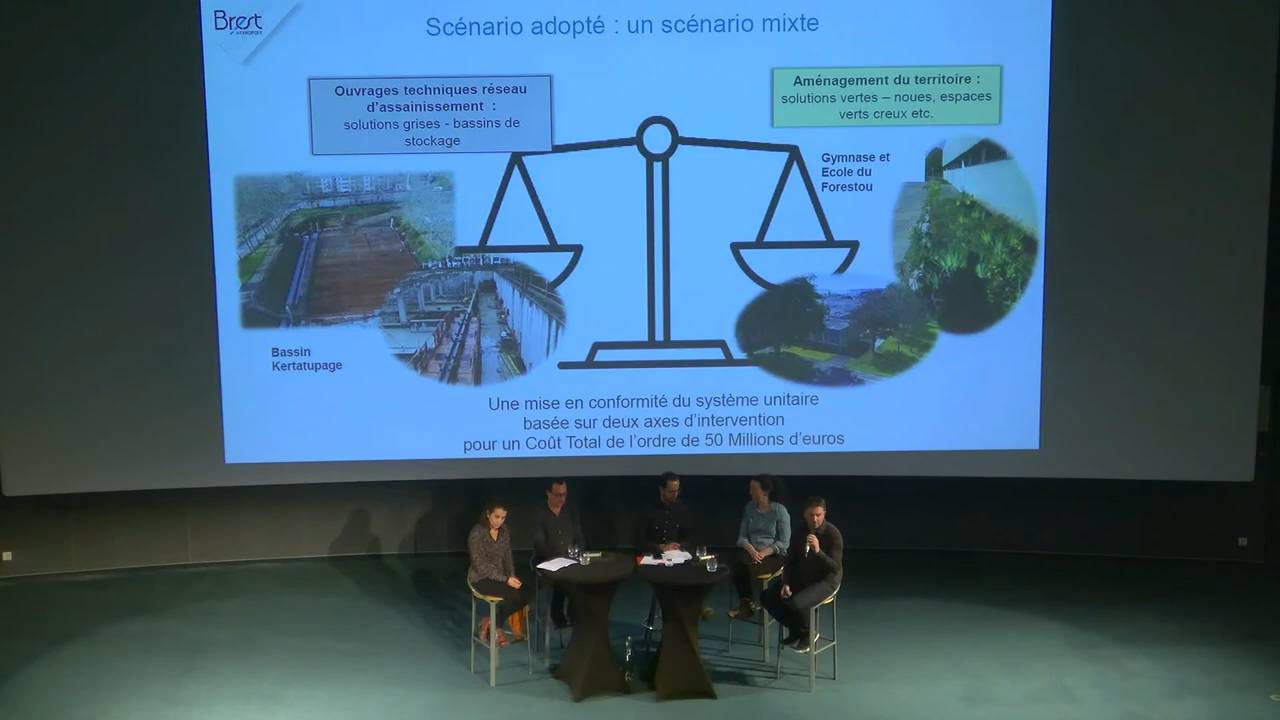 Brest
MÉTROPOLE
Scénario adopté : un scénario mixte
Ouvrages techniques réseau
d'assainissement :
solutions grises - bassins de
stockage
Aménagement du territoire :
solutions vertes – noues, espaces
verts creux etc.
Gymnase et
Ecole du
Forestou
Bassin
Kertatupage
Une mise en conformité du système unitaire
basée sur deux axes d'intervention
pour un Coût Total de l'ordre de 50 Millions d'euros